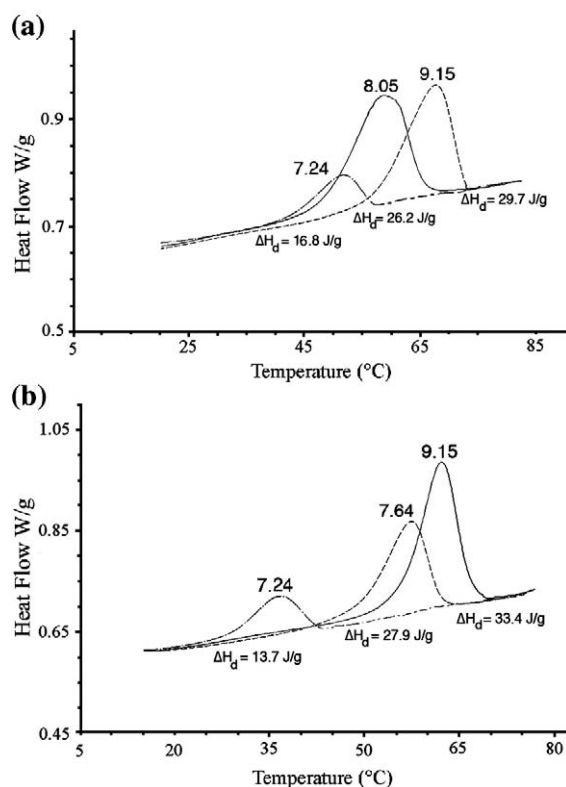 (a)
9.15
8.05
0.9
7.24
ΔHd = 29.7 J/g
ΔHd = 26.2 J/g
ΔHd = 16.8 J/g
0.7
0.5
Heat Flow W/g
5 25 45 65 85
Temperature (°C)
(b)
1.05
9.15
7.64
0.85
7.24
0.65
ΔHd = 33.4 J/g
ΔHd = 27.9 J/g
ΔHd = 13.7 J/g
0.45
Heat Flow W/g
5 20 35 50 65 80
Temperature (°C)